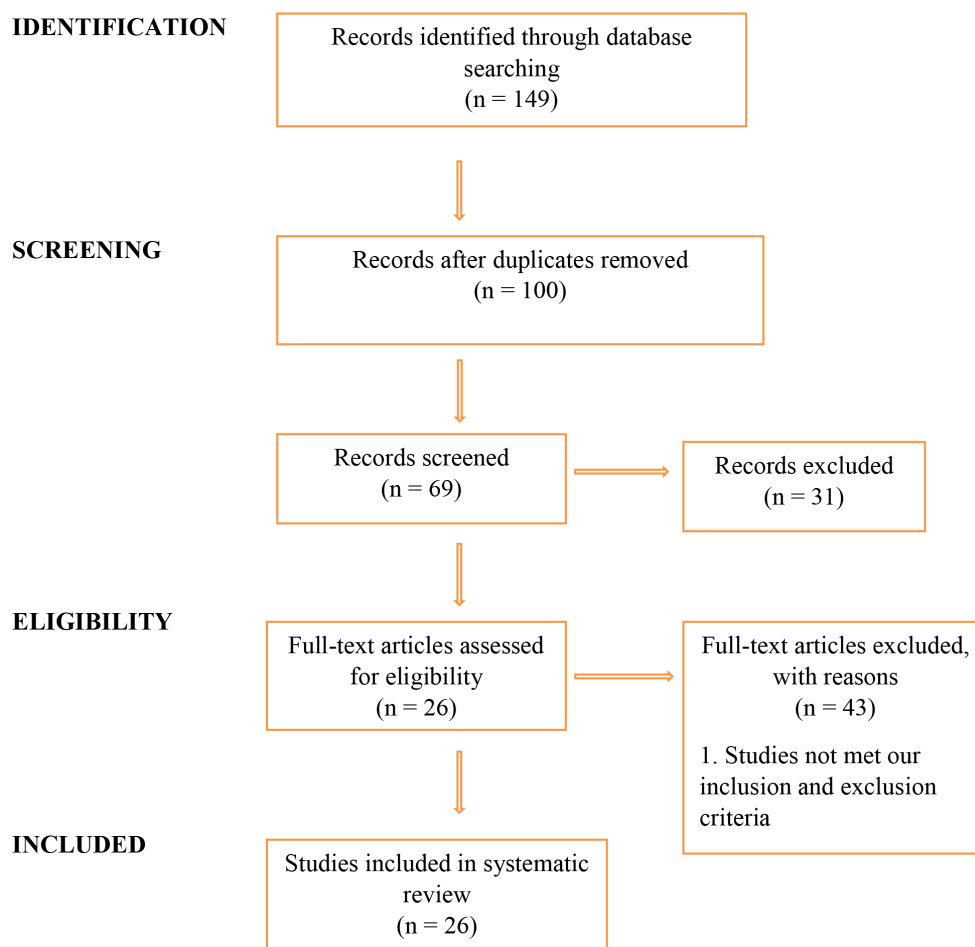 IDENTIFICATION
Records identified through database
searching
(n = 149)
SCREENING
Records after duplicates removed
(n = 100)
Records screened
(n = 69)
Records excluded
(n = 31)
ELIGIBILITY
Full-text articles assessed
for eligibility
(n = 26)
Full-text articles excluded,
with reasons
(n = 43)
1. Studies not met our
inclusion and exclusion
criteria
INCLUDED
Studies included in systematic
review
(n = 26)